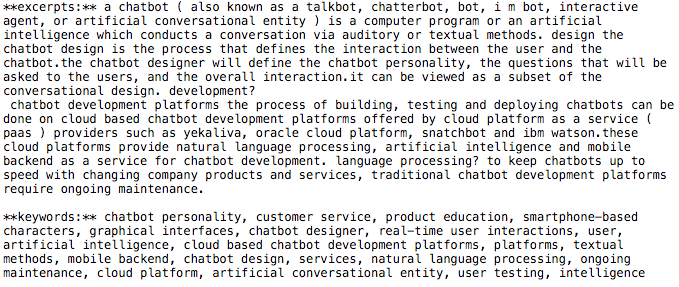 **excerpts:** a chatbot ( also known as a talkbot, chatterbot, bot, i m bot, interactive
agent, or artificial conversational entity ) is a computer program or an artificial
intelligence which conducts a conversation via auditory or textual methods. design the
chatbot design is the process that defines the interaction between the user and the
chatbot.the chatbot designer will define the chatbot personality, the questions that will be
asked to the users, and the overall interaction.it can be viewed as a subset of the
conversational design. development?
chatbot development platforms the process of building, testing and deploying chatbots can be
done on cloud based chatbot development platforms offered by cloud platform as a service (
paas ) providers such as yekaliva, oracle cloud platform, snatchbot and ibm watson.these
cloud platforms provide natural language processing, artificial intelligence and mobile
backend as a service for chatbot development. language processing? to keep chatbots up to
speed with changing company products and services, traditional chatbot development platforms
require ongoing maintenance.

**keywords:** chatbot personality, customer service, product education, smartphone-based
characters, graphical interfaces, chatbot designer, real-time user interactions, user,
artificial intelligence, cloud based chatbot development platforms, platforms, textual
methods, mobile backend, chatbot design, services, natural language processing, ongoing
maintenance, cloud platform, artificial conversational entity, user testing, intelligence